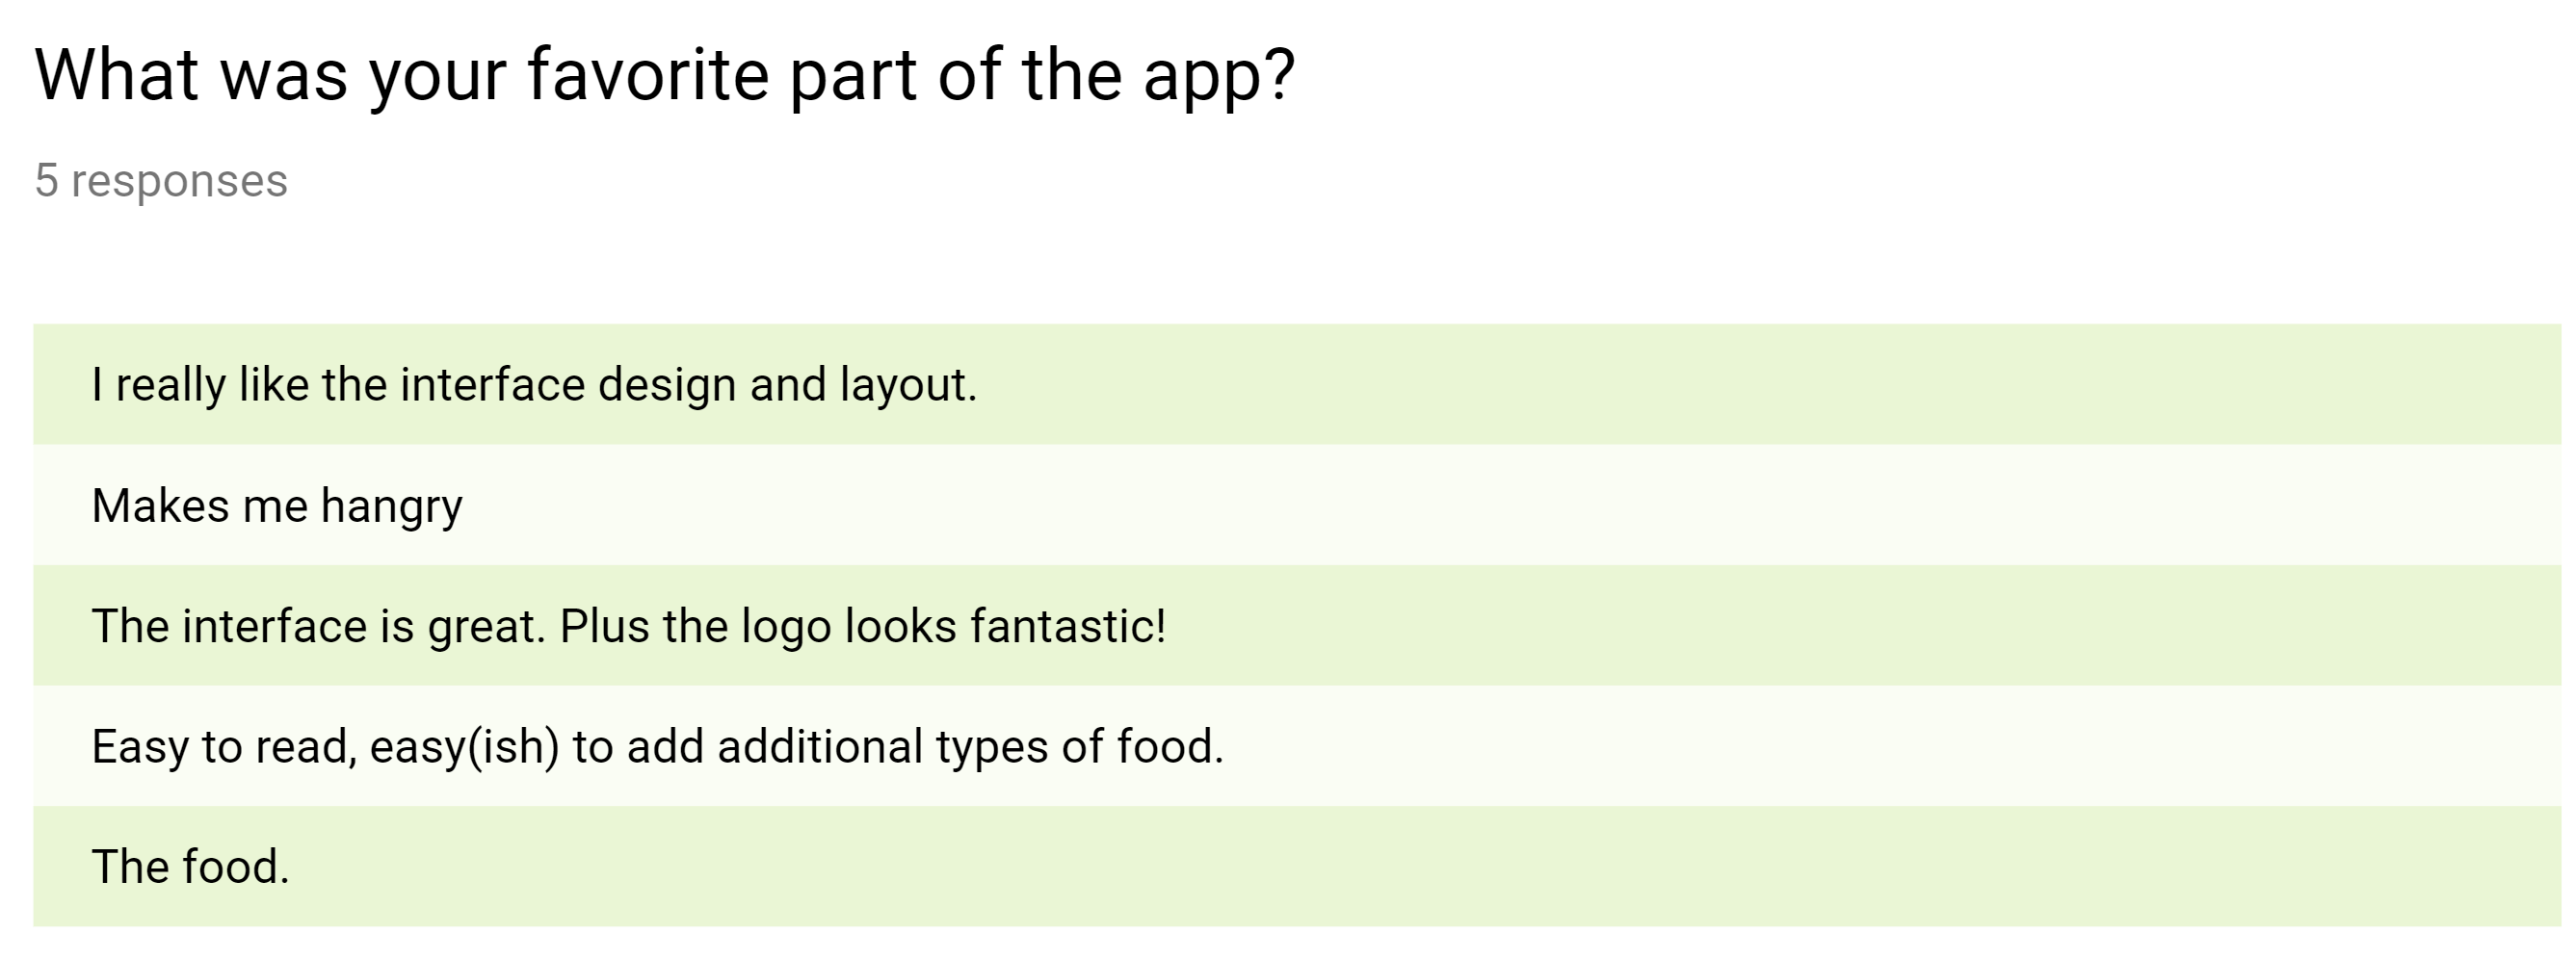 What was your favorite part of the app?
5 responses
I really like the interface design and layout.
Makes me hangry
The interface is great. Plus the logo looks fantastic!
Easy to read, easy(ish) to add additional types of food.
The food.